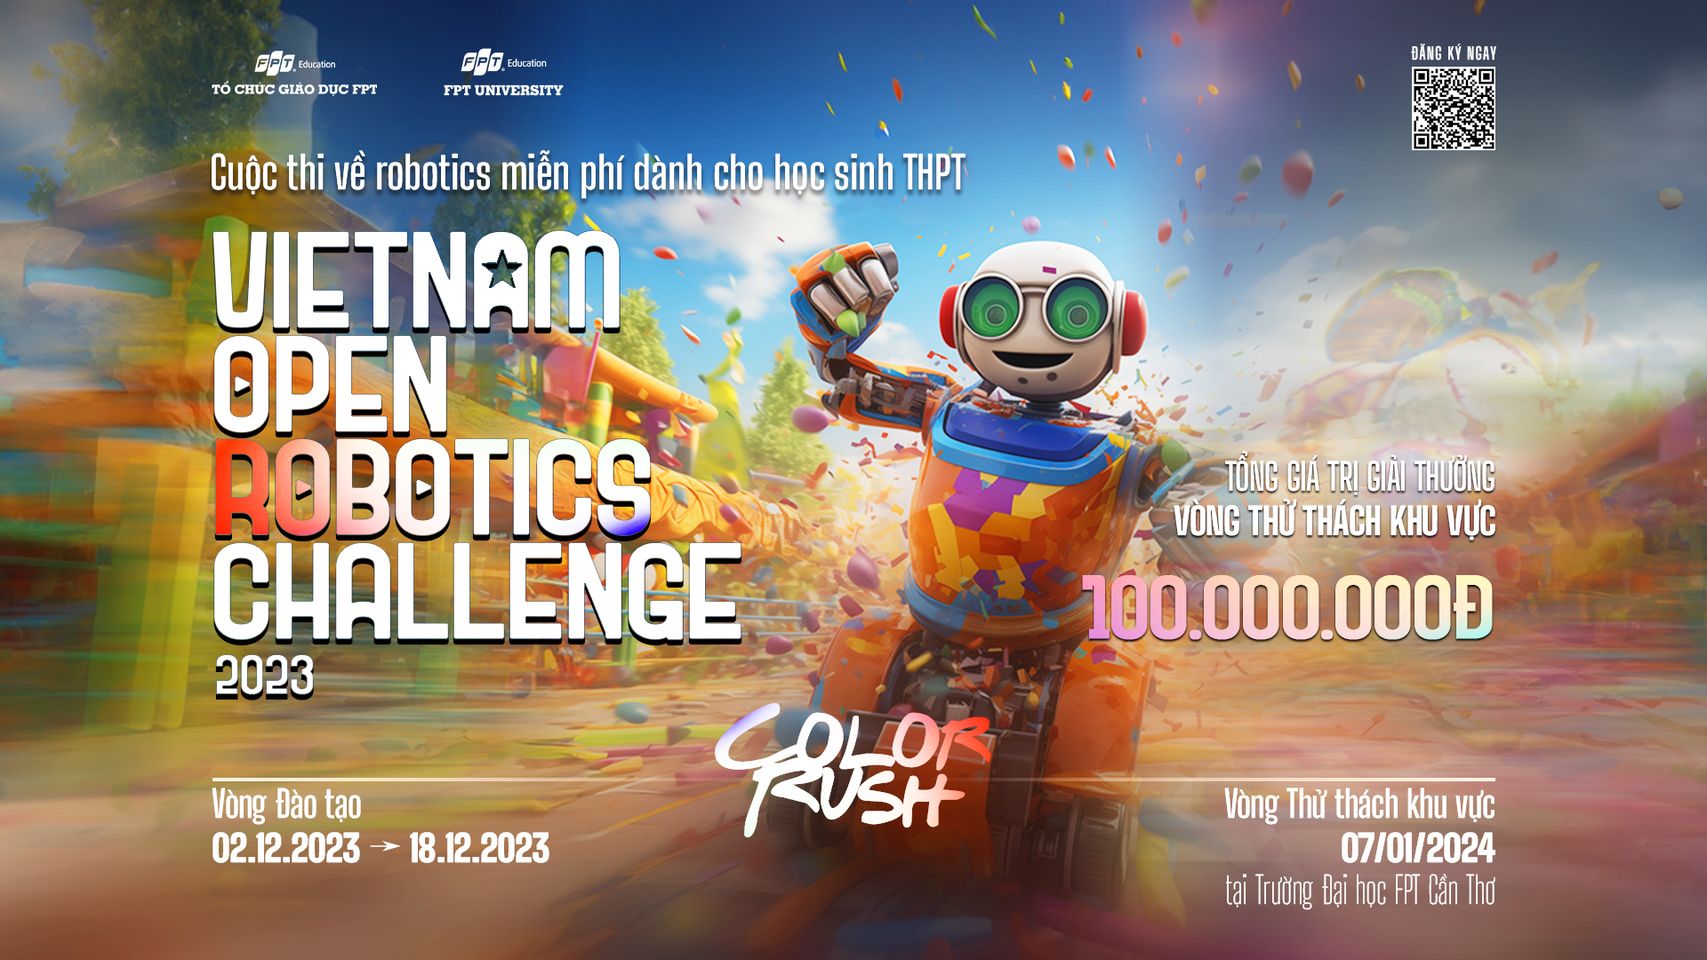 FPT Education
TỔ CHỨC GIÁO DỤC FPT
FPT Education
FPT UNIVERSITY
ĐĂNG KÝ NGAY
Cuộc thi về robotics miễn phí dành cho học sinh THPT
VIETNAM
OPEN
ROBOTICS
CHALLENGE
2023
TỔNG GIÁ TRỊ GIẢI THƯỞNG
VÒNG THỬ THÁCH KHU VỰC
100.000.000Đ
COLOR
RUSH
Vòng Đào tạo
02.12.2023 → 18.12.2023
Vòng Thử thách khu vực
07/01/2024
tại Trường Đại học FPT Cần Thơ